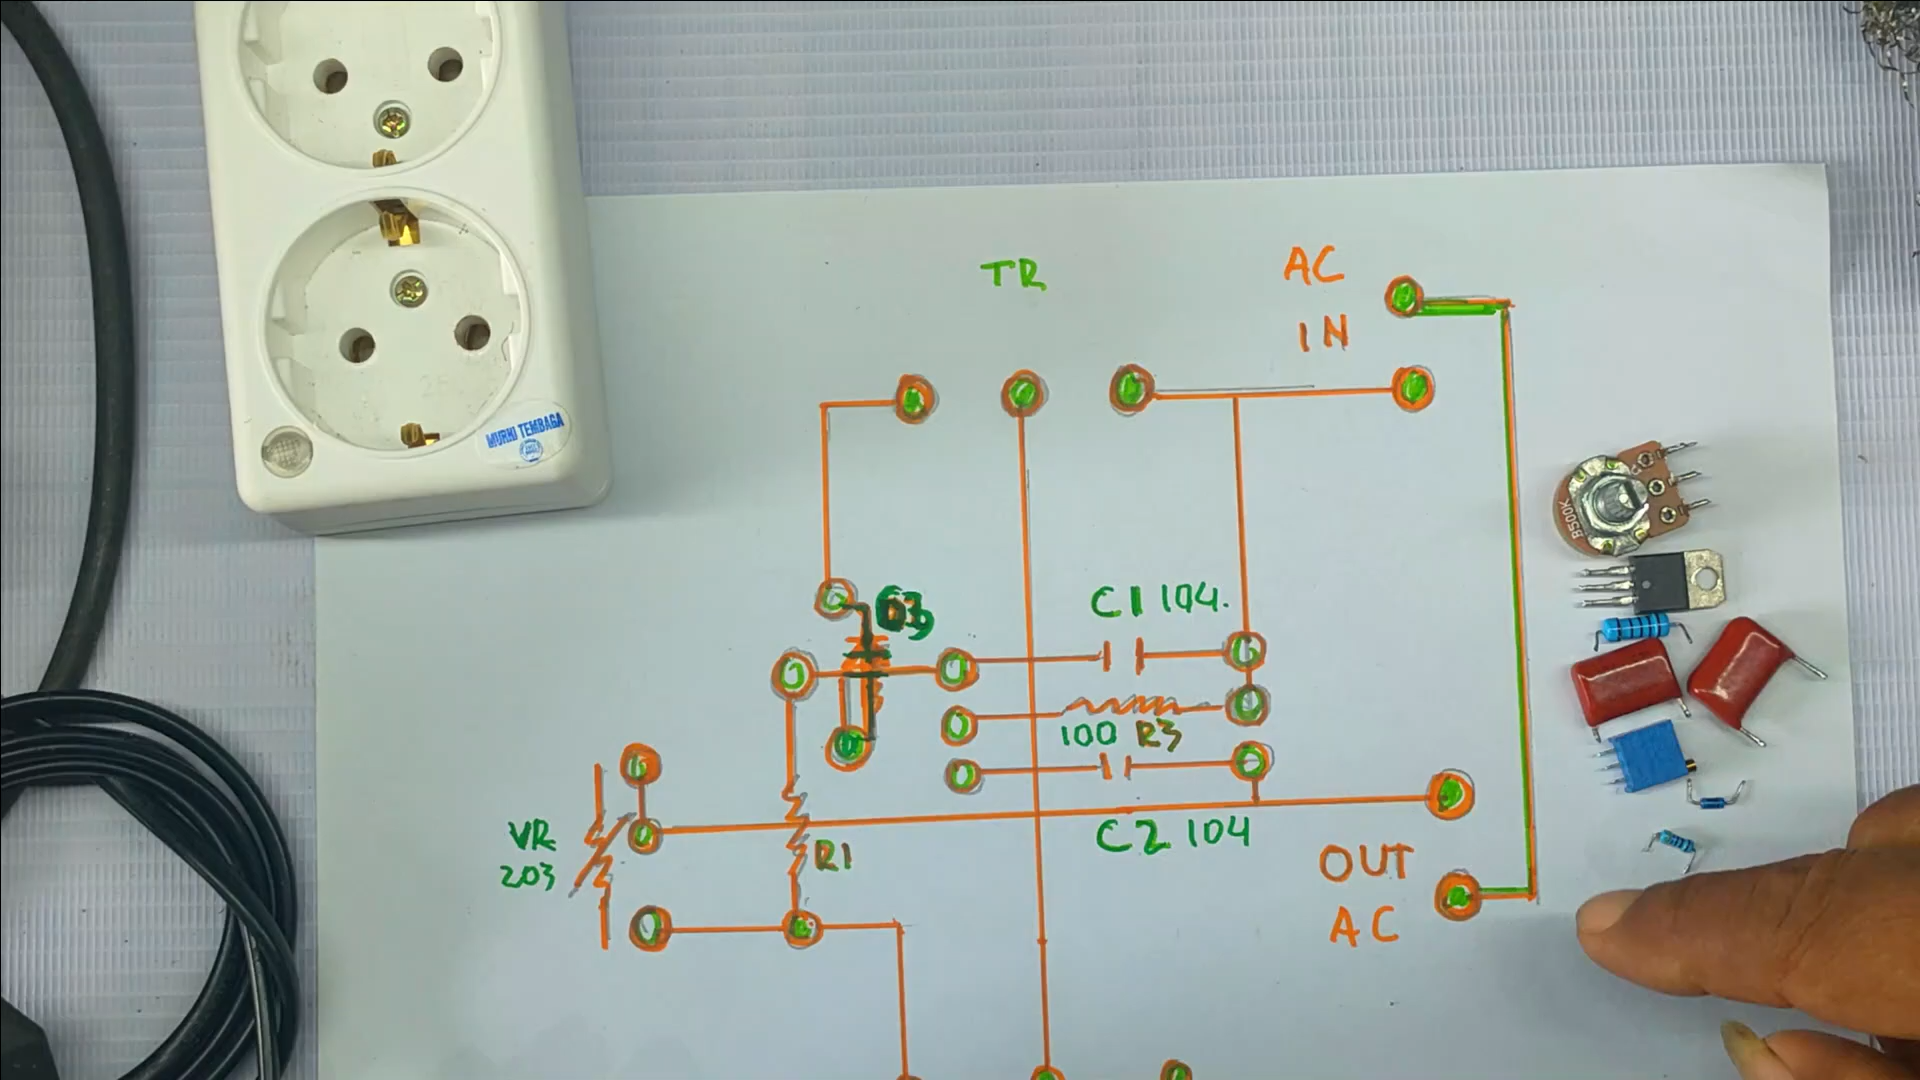 TR
AC
IN
MURNI TEMBAGA
B500K
C1 104.
100 R3
VR
203
R1
C2 104
OUT
AC